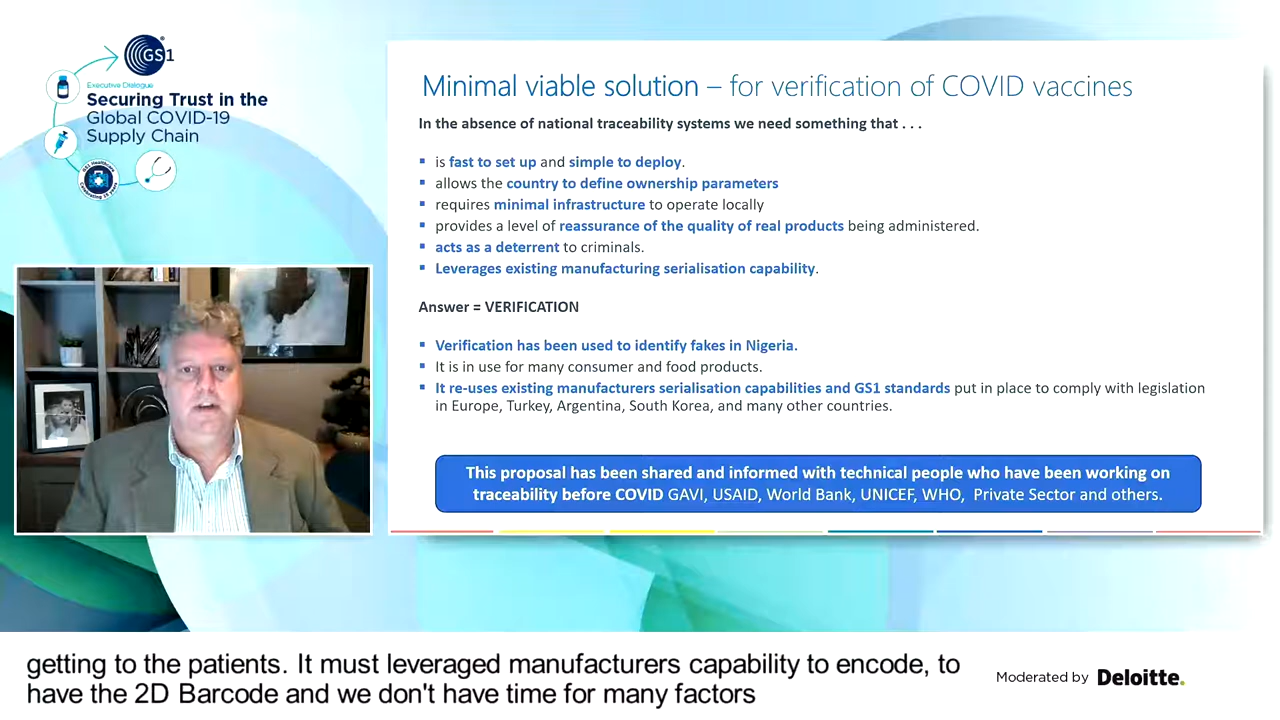 GS1
Executive Dialogue
Securing Trust in the
Global COVID-19
Supply Chain
Minimal viable solution – for verification of COVID vaccines
In the absence of national traceability systems we need something that . . .
▪ is fast to set up and simple to deploy.
▪ allows the country to define ownership parameters
▪ requires minimal infrastructure to operate locally
▪ provides a level of reassurance of the quality of real products being administered.
▪ acts as a deterrent to criminals.
▪ Leverages existing manufacturing serialisation capability.
Answer = VERIFICATION
▪ Verification has been used to identify fakes in Nigeria.
▪ It is in use for many consumer and food products.
▪ It re-uses existing manufacturers serialisation capabilities and GS1 standards put in place to comply with legislation
in Europe, Turkey, Argentina, South Korea, and many other countries.
This proposal has been shared and informed with technical people who have been working on
traceability before COVID GAVI, USAID, World Bank, UNICEF, WHO, Private Sector and others.
getting to the patients. It must leveraged manufacturers capability to encode, to
have the 2D Barcode and we don't have time for many factors
Moderated by Deloitte.